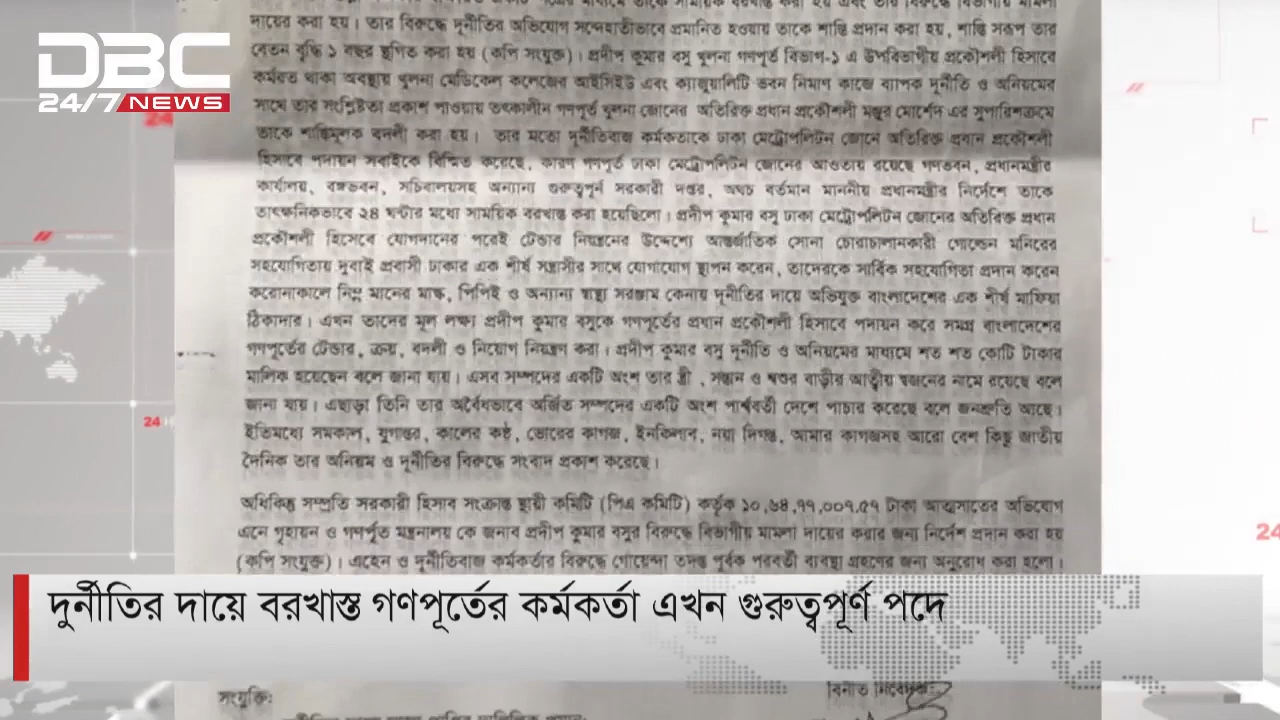 দায়ের করা হয়। তার বিরুদ্ধে দুর্নীতির অভিযোগ সন্দেহাতীতভাবে প্রমানিত হওয়ায় তাকে শাস্তি প্রদান করা হয়, শাস্তি সরূপ তার
বেতন বৃদ্ধি ১ বছর স্থগিত করা হয় (কপি সংযুক্ত)। প্রদীপ কুমার বসু খুলনা গণপূর্ত বিভাগ-১ এ উপবিভাগীয় প্রকৌশলী হিসাবে
কর্মরত থাকা অবস্থায় খুলনা মেডিকেল কলেজের আইসিইউ এবং ক্যাজুয়ালিটি ভবন নিমাণ কাজে ব্যাপক দুর্নীতি ও অনিয়মের
সাথে তার সংশ্লিষ্টতা প্রকাশ পাওয়ায় তৎকালীন গণপূর্ত খুলনা জোনের অতিরিক্ত প্রধান প্রকৌশলী মঞ্জুর মোর্শেদ এর সুপারিশক্রমে
তাকে শাস্তিমূলক বদলী করা হয়। তার মতো দূর্নীতিবাজ কর্মকর্তাকে ঢাকা মেট্রোপলিটন জোনে অতিরিক্ত প্রধান প্রকৌশলী
হিসাবে পদায়ন সবাইকে বিস্মিত করেছে, কারণ গণপূর্ত ঢাকা মেট্রোপলিটন জোনের আওতায় রয়েছে গণভবন, প্রধানমন্ত্রীর
কার্যালয়, বঙ্গভবন, সচিবালয়সহ অন্যান্য গুরুত্বপূর্ন সরকারী দপ্তর, অথচ বর্তমান মাননীয় প্রধানমন্ত্রীর নির্দেশে তাকে
তাৎক্ষনিকভাবে ২৪ ঘন্টার মধ্যে সাময়িক বরখাস্ত করা হয়েছিলো। প্রদীপ কুমার বসু ঢাকা মেট্রোপলিটন জোনের অতিরিক্ত প্রধান
প্রকৌশলী হিসেবে যোগদানের পরেই টেন্ডার নিয়ন্ত্রনের উদ্দেশ্যে আন্তর্জাতিক সোনা চোরাচালানকারী গোল্ডেন মনিরের
সহযোগিতায় দুবাই প্রবাসী ঢাকার এক শীর্ষ সন্ত্রাসীর সাথে যোগাযোগ স্থাপন করেন, তাদেরকে সার্বিক সহযোগিতা প্রদান করেন
করোনাকালে নিম্ন মানের মাস্ক, পিপিই ও অন্যান্য স্বাস্থ্য সরঞ্জাম কেনায় দুর্নীতির দায়ে অভিযুক্ত বাংলাদেশের এক শীর্ষ মাফিয়া
ঠিকাদার। এখন তাদের মূল লক্ষ্য প্রদীপ কুমার বসুকে গণপূর্তের প্রধান প্রকৌশলী হিসাবে পদায়ন করে সমগ্র বাংলাদেশের
গণপূর্তের টেন্ডার, ক্রয়, বদলী ও নিয়োগ নিয়ন্ত্রণ করা। প্রদীপ কুমার বসু দুর্নীতি ও অনিয়মের মাধ্যমে শত শত কোটি টাকার
মালিক হয়েছেন বলে জানা যায়। এসব সম্পদের একটি অংশ তার স্ত্রী , সন্তান ও শ্বশুর বাড়ীর আত্বীয় স্বজনের নামে রয়েছে বলে
জানা যায়। এছাড়া তিনি তার অবৈধভাবে অর্জিত সম্পদের একটি অংশ পার্শ্ববর্তী দেশে পাচার করেছে বলে জনশ্রুতি আছে।
ইতিমধ্যে সমকাল, যুগান্তর, কালের কন্ঠ, ভোরের কাগজ, ইনকিলাব, নয়া দিগন্ত, আমার কাগজসহ আরো বেশ কিছু জাতীয়
দৈনিক তার অনিয়ম ও দুর্নীতির বিরুদ্ধে সংবাদ প্রকাশ করেছে।
অধিকিন্তু সম্প্রতি সরকারী হিসাব সংক্রান্ত স্থায়ী কমিটি (পিএ কমিটি) কর্তৃক ১০,৬৪,৭৭,০০৭.৫৭ টাকা আত্মসাতের অভিযোগ
এনে গৃহায়ন ও গণপূর্ত মন্ত্রনালয় কে জনাব প্রদীপ কুমার বসুর বিরুদ্ধে বিভাগীয় মামলা দায়ের করার জন্য নির্দেশ প্রদান করা হয়
(কপি সংযুক্ত)। এহেন ও দুর্নীতিবাজ কর্মকর্তার বিরুদ্ধে গোয়েন্দা তদন্ত পূর্বক পরবর্তী ব্যবস্থা গ্রহণের জন্য অনুরোধ করা হলো।
DBC
24/7 NEWS
24
24
24
দুর্নীতির দায়ে বরখাস্ত গণপূর্তের কর্মকর্তা এখন গুরুত্বপূর্ণ পদে
বিনীত নিবেদক
সংযুক্তি: